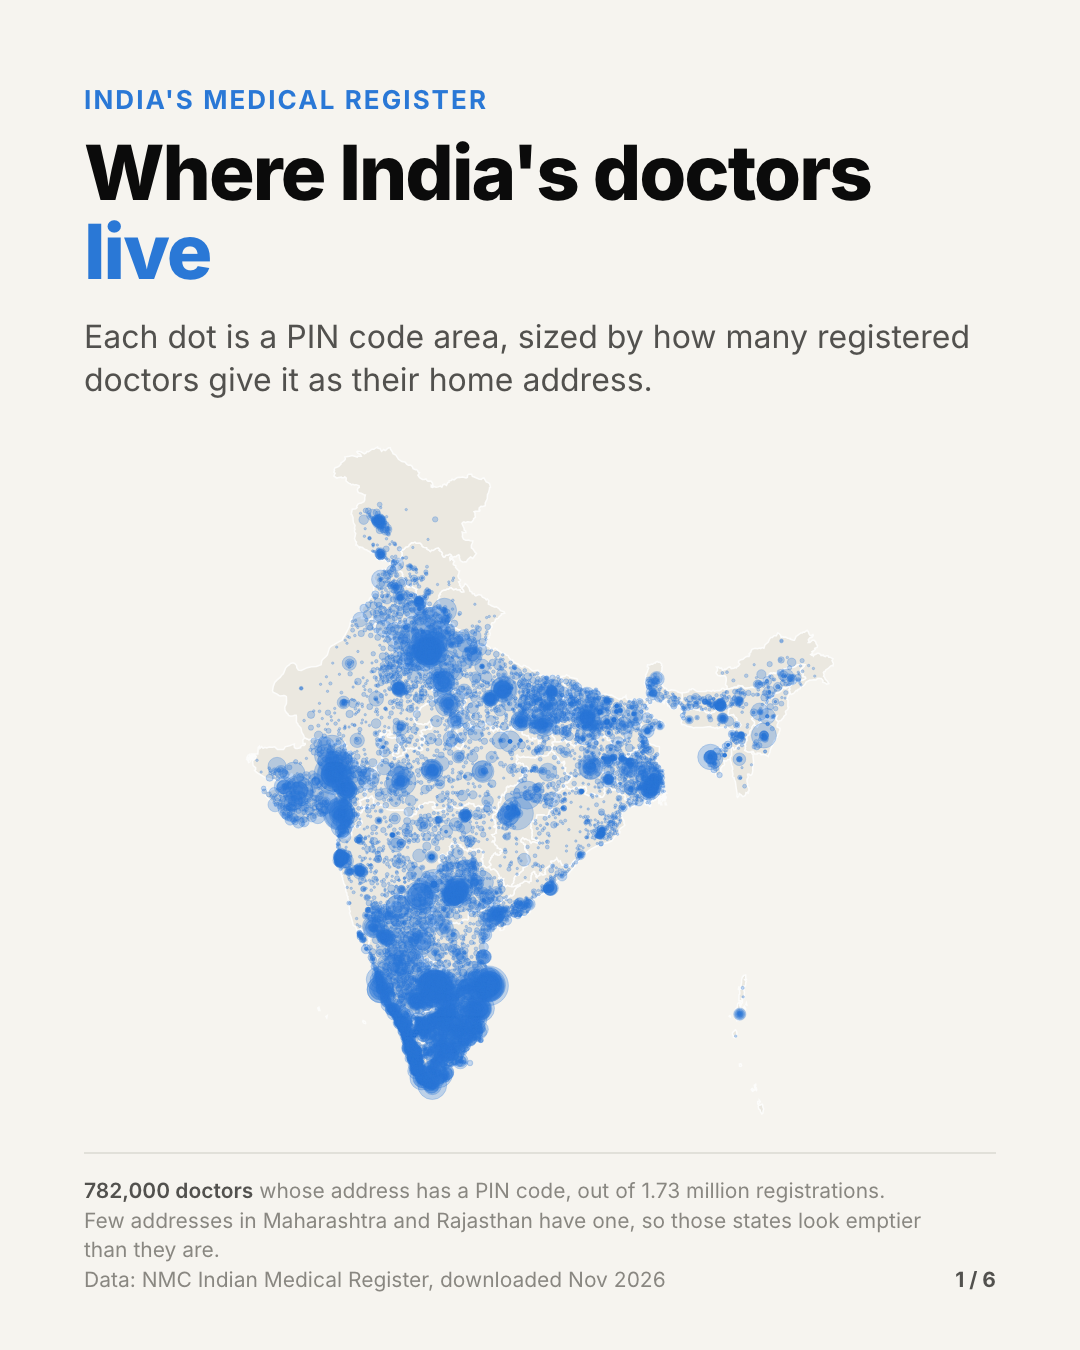 INDIA'S MEDICAL REGISTER
Where India's doctors
live
Each dot is a PIN code area, sized by how many registered
doctors give it as their home address.
782,000 doctors whose address has a PIN code, out of 1.73 million registrations.
Few addresses in Maharashtra and Rajasthan have one, so those states look emptier
than they are.
Data: NMC Indian Medical Register, downloaded Nov 2026
1 / 6